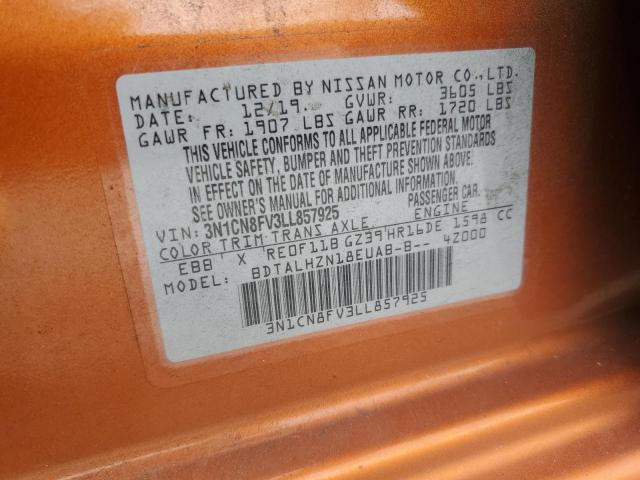 MANUFACTURED BY NISSAN MOTOR CO.,LTD.
DATE: 12/19. GVWR: 3605 LBS
GAWR FR: 1907 LBS GAWR RR: 1720 LBS
THIS VEHICLE CONFORMS TO ALL APPLICABLE FEDERAL MOTOR
VEHICLE SAFETY, BUMPER AND THEFT PREVENTION STANDARDS
IN EFFECT ON THE DATE OF MANUFACTURE SHOWN ABOVE.
SEE OWNER'S MANUAL FOR ADDITIONAL INFORMATION.
VIN: 3N1CN8FV3LL857925 PASSENGER CAR.
COLOR TRIM TRANS AXLE ENGINE
EBB X RE0F11B GZ39 HR16DE 1598 CC
MODEL: BDTALHZN18EUAB-B-- 42000
3N1CN8FV3LL857925